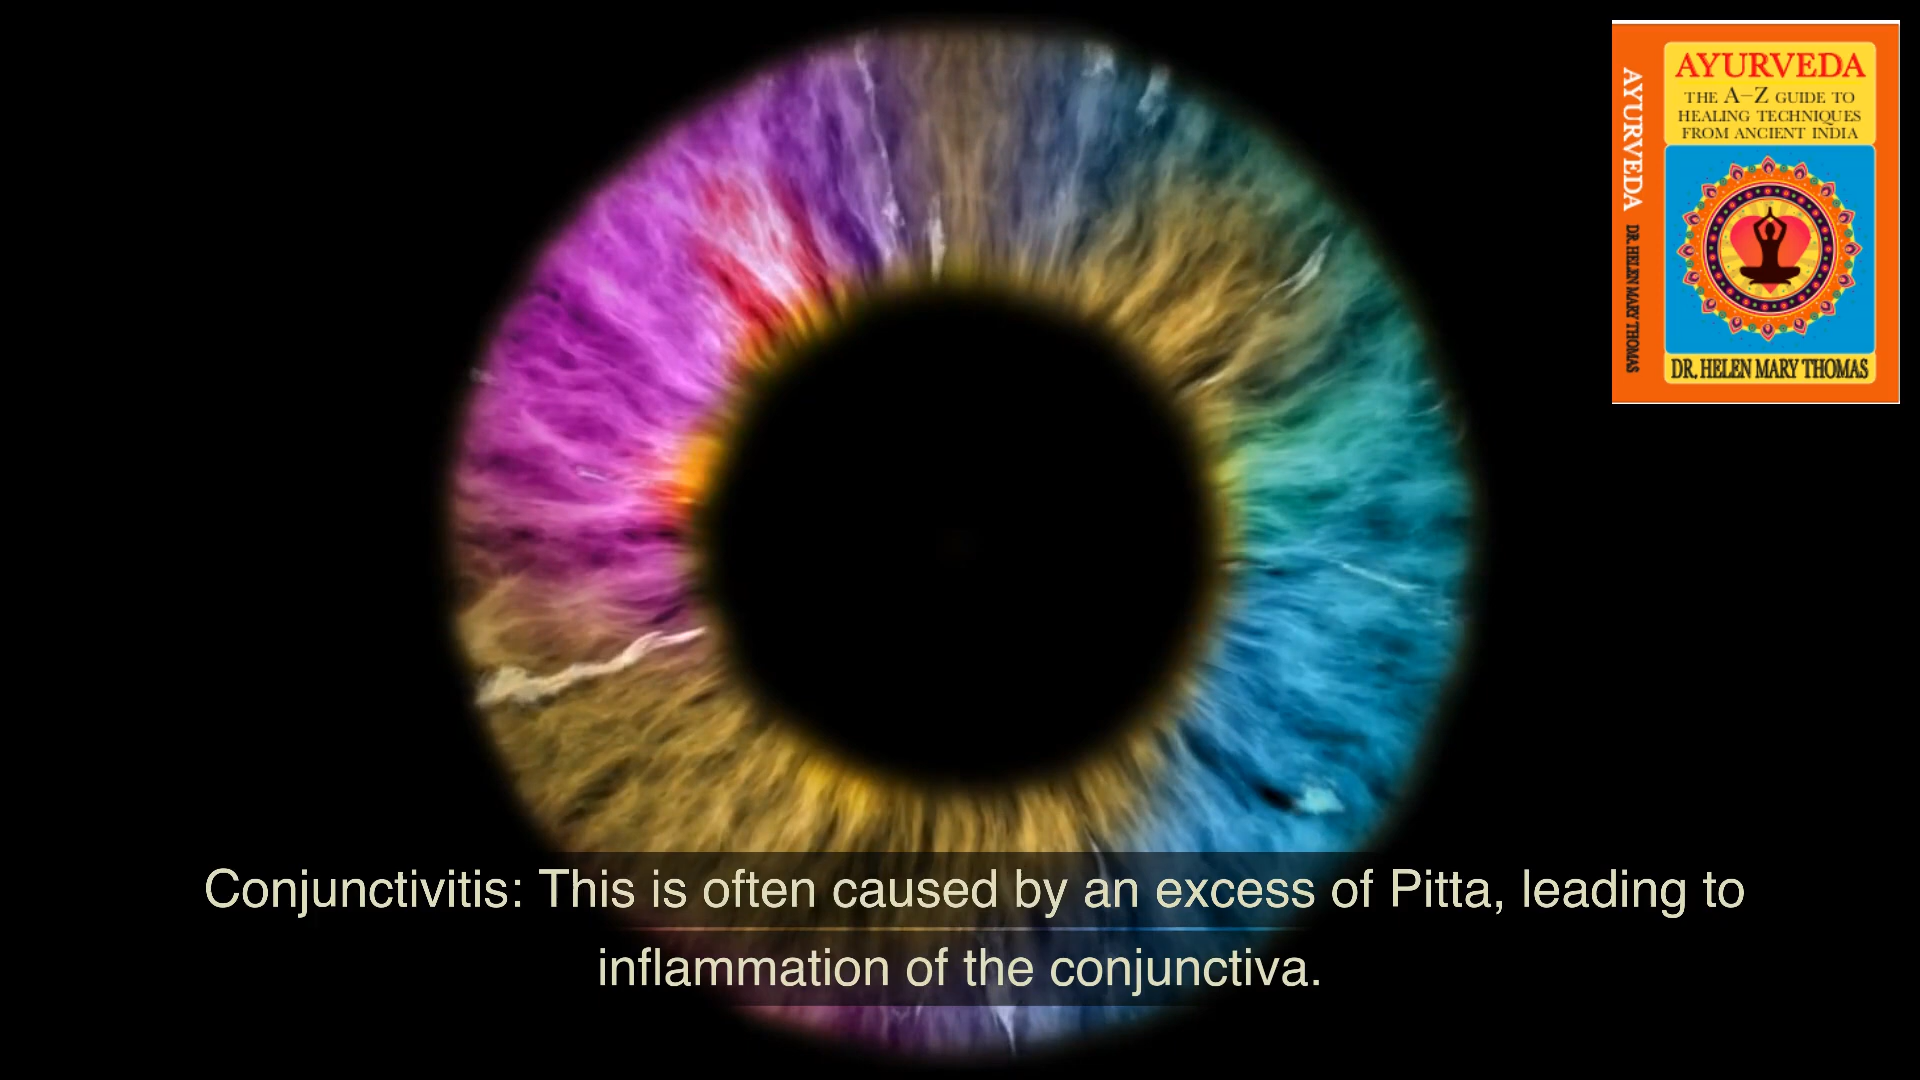 AYURVEDA
THE A–Z GUIDE TO
HEALING TECHNIQUES
FROM ANCIENT INDIA
DR. HELEN MARY THOMAS
AYURVEDA DR. HELEN MARY THOMAS
Conjunctivitis: This is often caused by an excess of Pitta, leading to
inflammation of the conjunctiva.